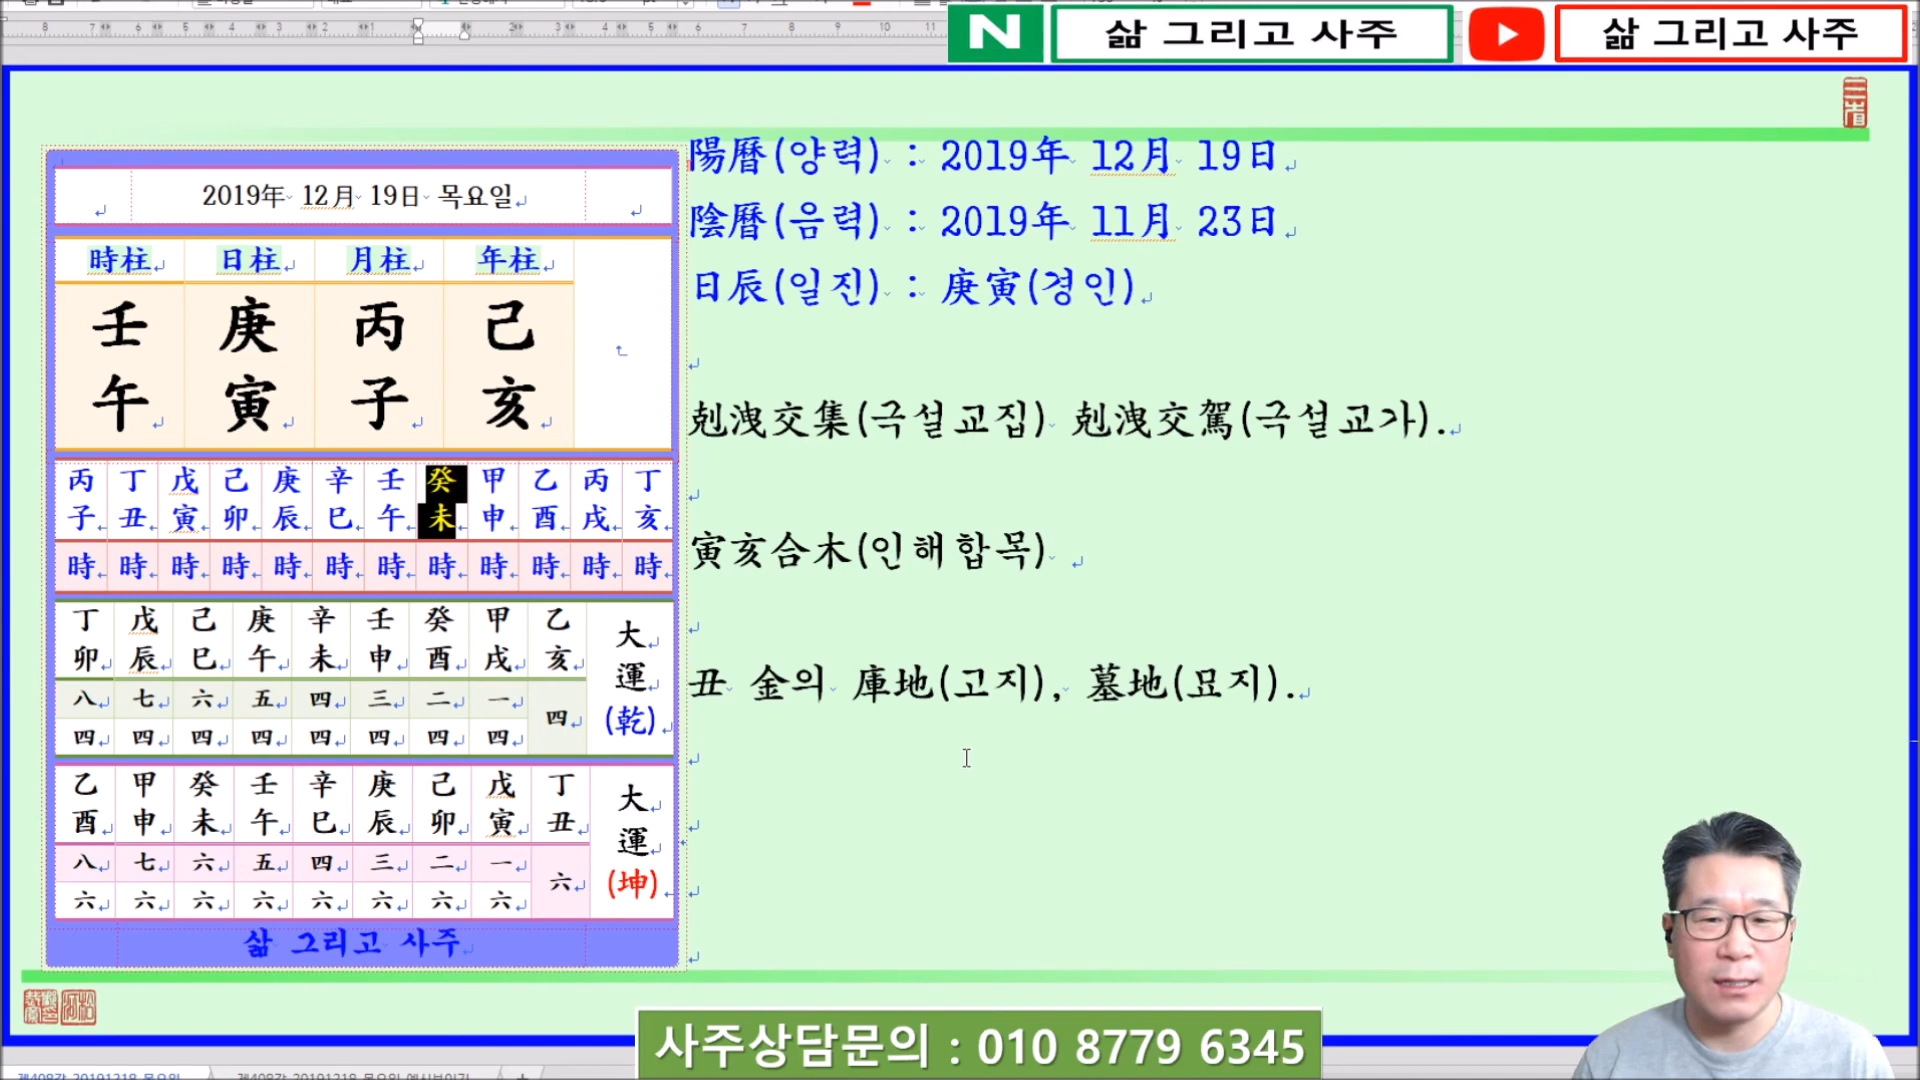 삶 그리고 사주
삶 그리고 사주
2019年 12月 19日 목요일
時柱 日柱 月柱 年柱
壬 庚 丙 己
午 寅 子 亥
丙 丁 戊 己 庚 辛 壬 癸 甲 乙 丙 丁
子 丑 寅 卯 辰 巳 午 未 申 酉 戌 亥
時 時 時 時 時 時 時 時 時 時 時 時
丁 戊 己 庚 辛 壬 癸 甲 乙 大
卯 辰 巳 午 未 申 酉 戌 亥 運
八 七 六 五 四 三 二 一 四 (乾)
四 四 四 四 四 四 四 四
乙 甲 癸 壬 辛 庚 己 戊 丁 大
酉 申 未 午 巳 辰 卯 寅 丑 運
八 七 六 五 四 三 二 一 六 (坤)
六 六 六 六 六 六 六 六
삶 그리고 사주
陽曆(양력) : 2019年 12月 19日
陰曆(음력) : 2019年 11月 23日
日辰(일진) : 庚寅(경인)
剋洩交集(극설교집) 剋洩交駕(극설교가).
寅亥合木(인해합목)
丑 金의 庫地(고지), 墓地(묘지).
사주상담문의 : 010 8779 6345